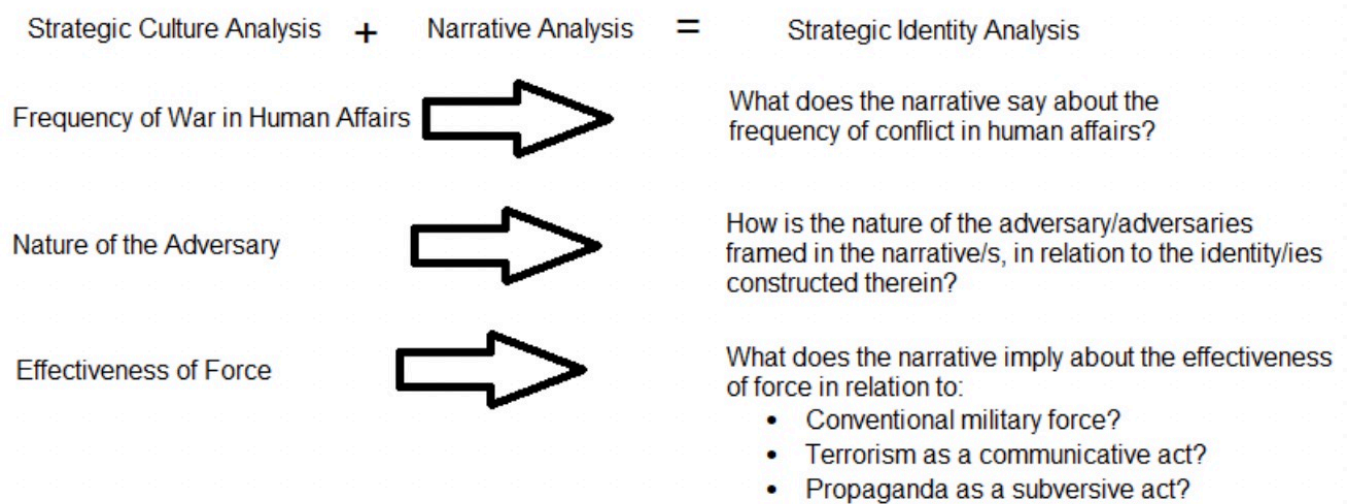 Strategic Culture Analysis + Narrative Analysis = Strategic Identity Analysis
Frequency of War in Human Affairs
What does the narrative say about the
frequency of conflict in human affairs?
Nature of the Adversary
How is the nature of the adversary/adversaries
framed in the narrative/s, in relation to the identity/ies
constructed therein?
Effectiveness of Force
What does the narrative imply about the effectiveness
of force in relation to:
• Conventional military force?
• Terrorism as a communicative act?
• Propaganda as a subversive act?